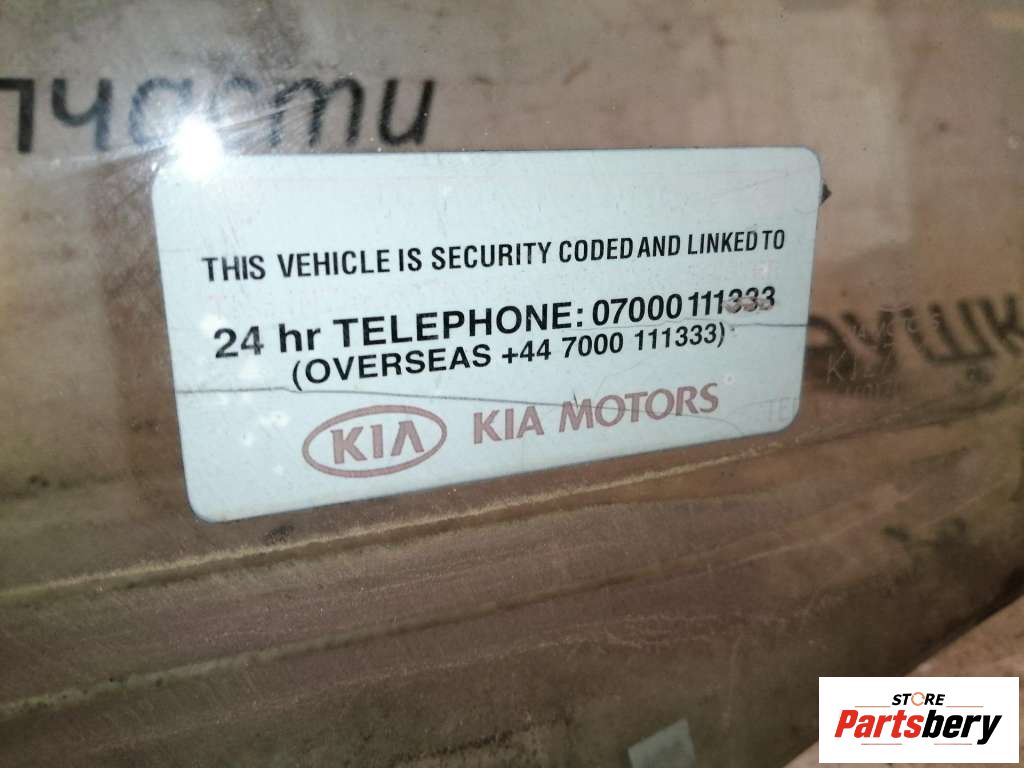 пчасти
THIS VEHICLE IS SECURITY CODED AND LINKED TO
24 hr TELEPHONE: 07000 111333
(OVERSEAS +44 7000 111333)
KIA KIA MOTORS
STORE
Partsbery